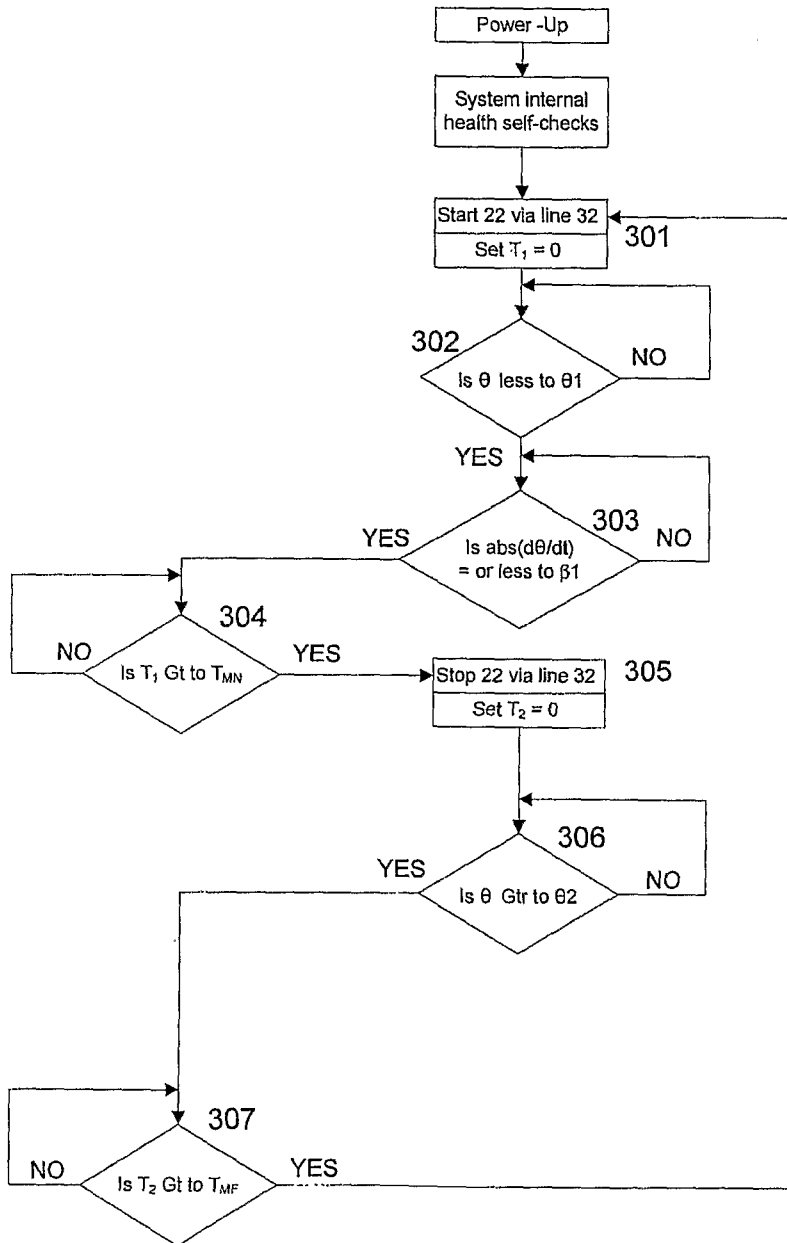 Power -Up
System internal
health self-checks
Start 22 via line 32
301
Set T₁ = 0
302
NO
Is θ less to θ1
YES
303
YES
NO
Is abs(dθ/dt)
= or less to β1
304
NO
Is T₁ Gt to T_MN
YES
Stop 22 via line 32
305
Set T₂ = 0
306
YES
NO
Is θ Gtr to θ2
307
NO
YES
Is T₂ Gt to T_MF